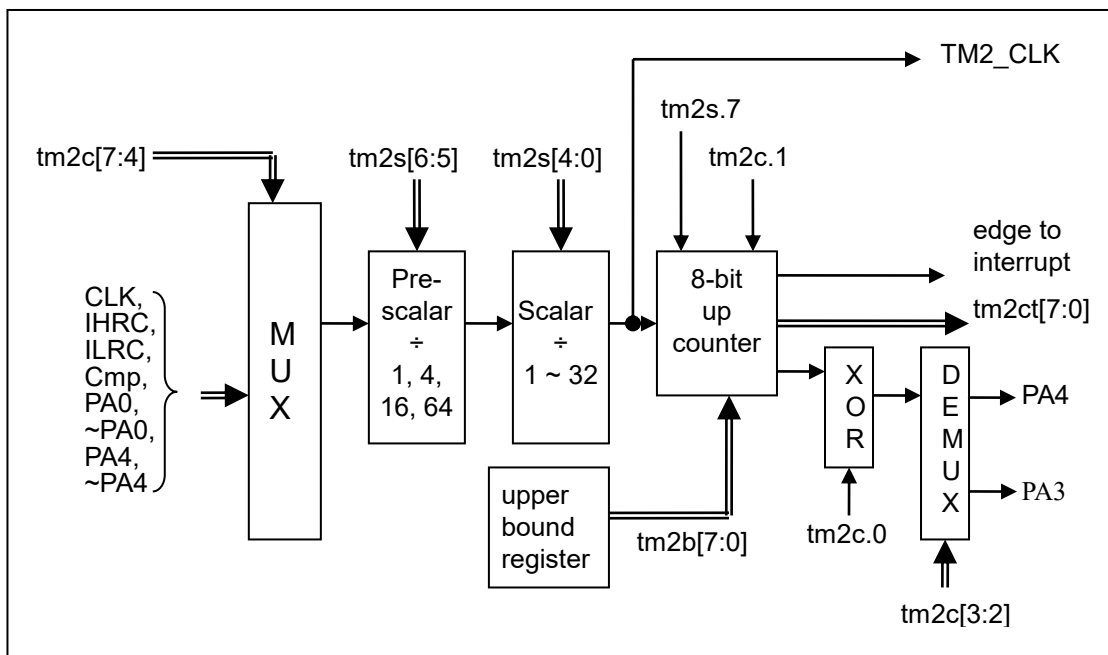 TM2_CLK
tm2s.7
tm2c[7:4]
tm2s[6:5]
tm2s[4:0]
tm2c.1
edge to
interrupt
tm2ct[7:0]
CLK,
IHRC,
ILRC,
Cmp,
PA0,
~PA0,
PA4,
~PA4
M
U
X
Pre-
scalar
÷
1, 4,
16, 64
Scalar
÷
1 ~ 32
8-bit
up
counter
X
O
R
D
E
M
U
X
PA4
PA3
upper
bound
register
tm2b[7:0]
tm2c.0
tm2c[3:2]